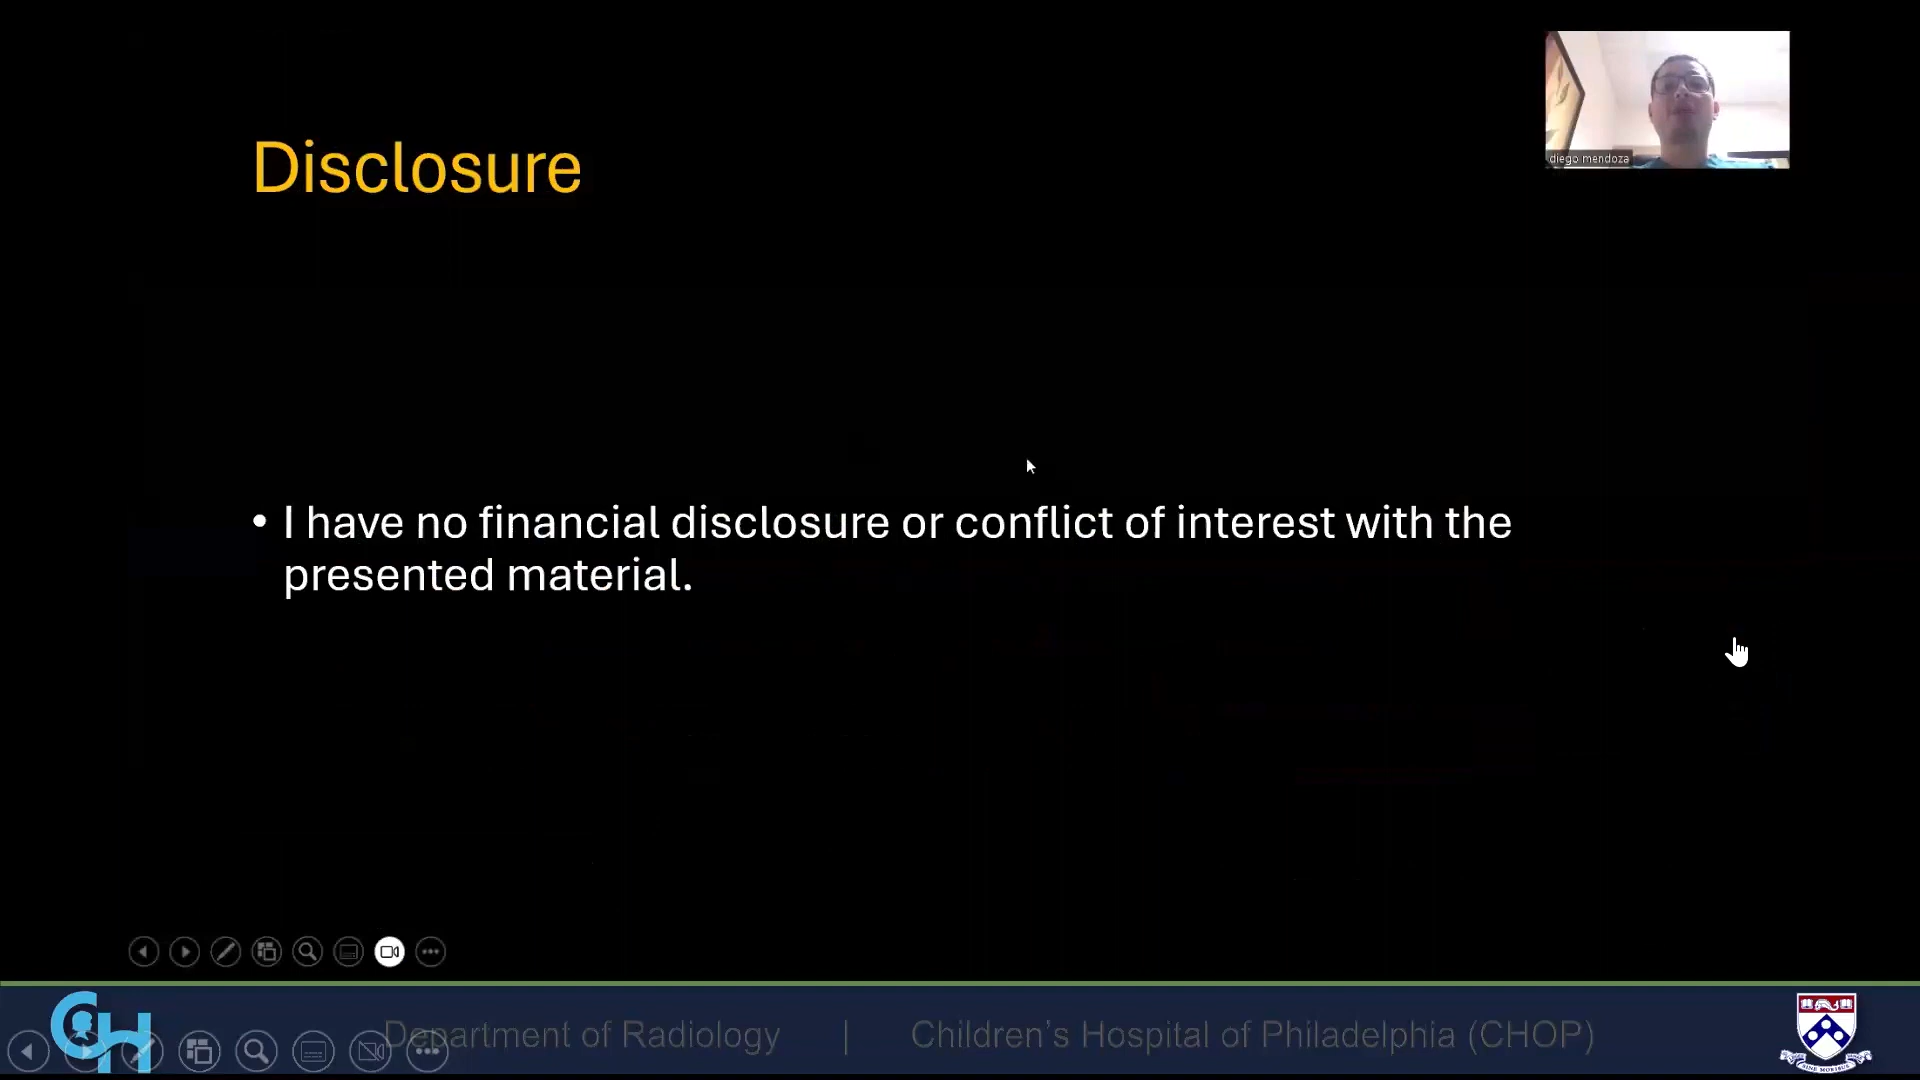 diego mendoza
Disclosure
• I have no financial disclosure or conflict of interest with the
presented material.
Department of Radiology | Children's Hospital of Philadelphia (CHOP)
CH